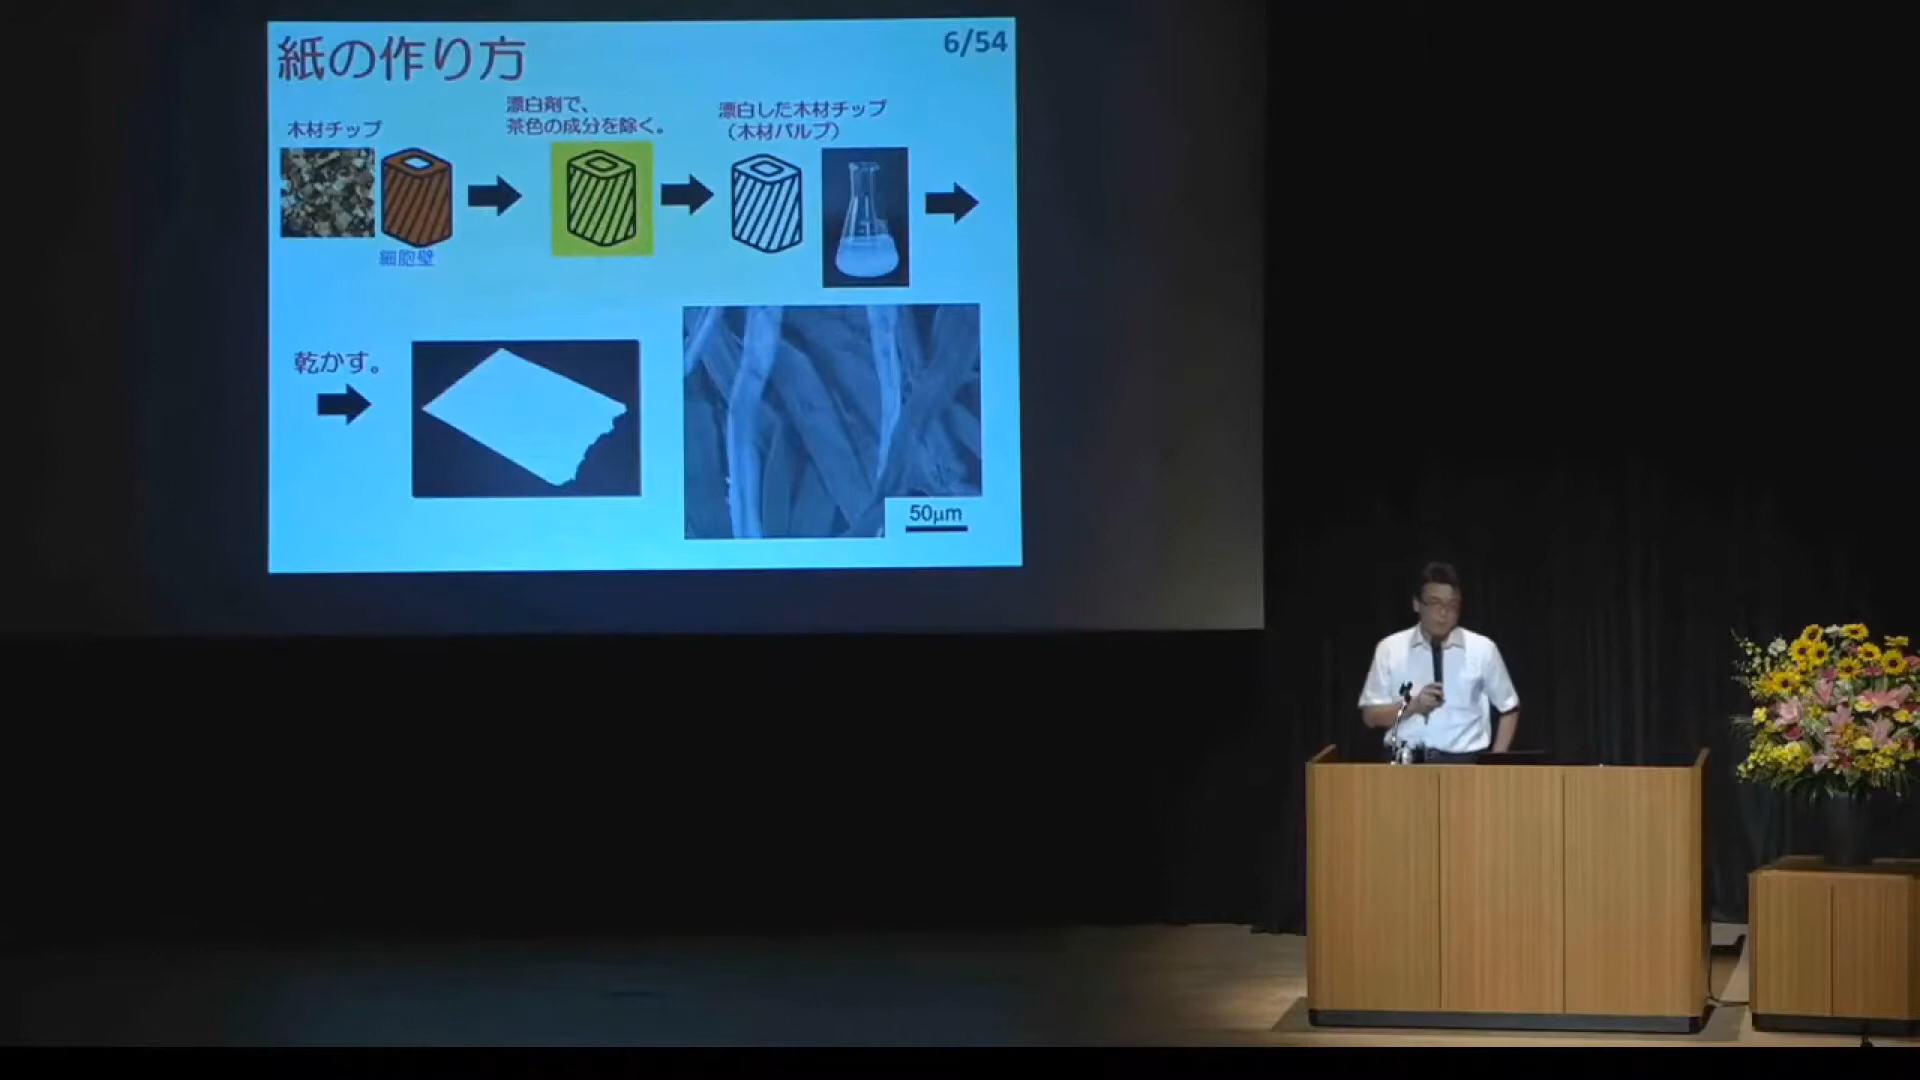 紙の作り方
6/54
木材チップ
漂白剤で、
茶色の成分を除く。
漂白した木材チップ
（木材パルプ）
細胞壁
乾かす。
50μm